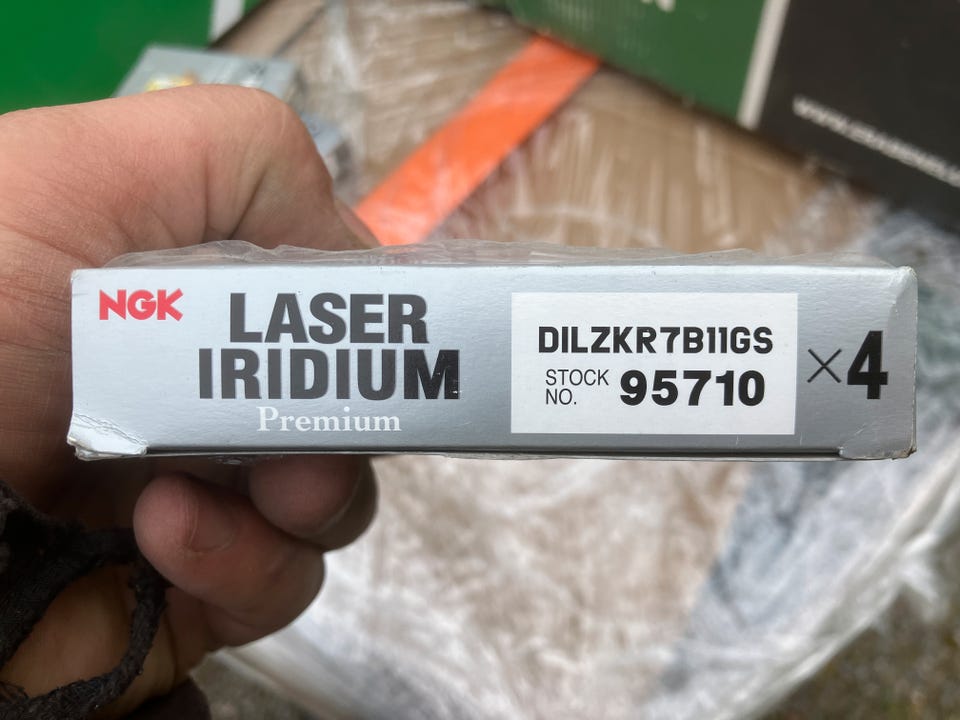 NGK
LASER
IRIDIUM
Premium
DILZKR7B11GS
STOCK
NO. 95710
×4